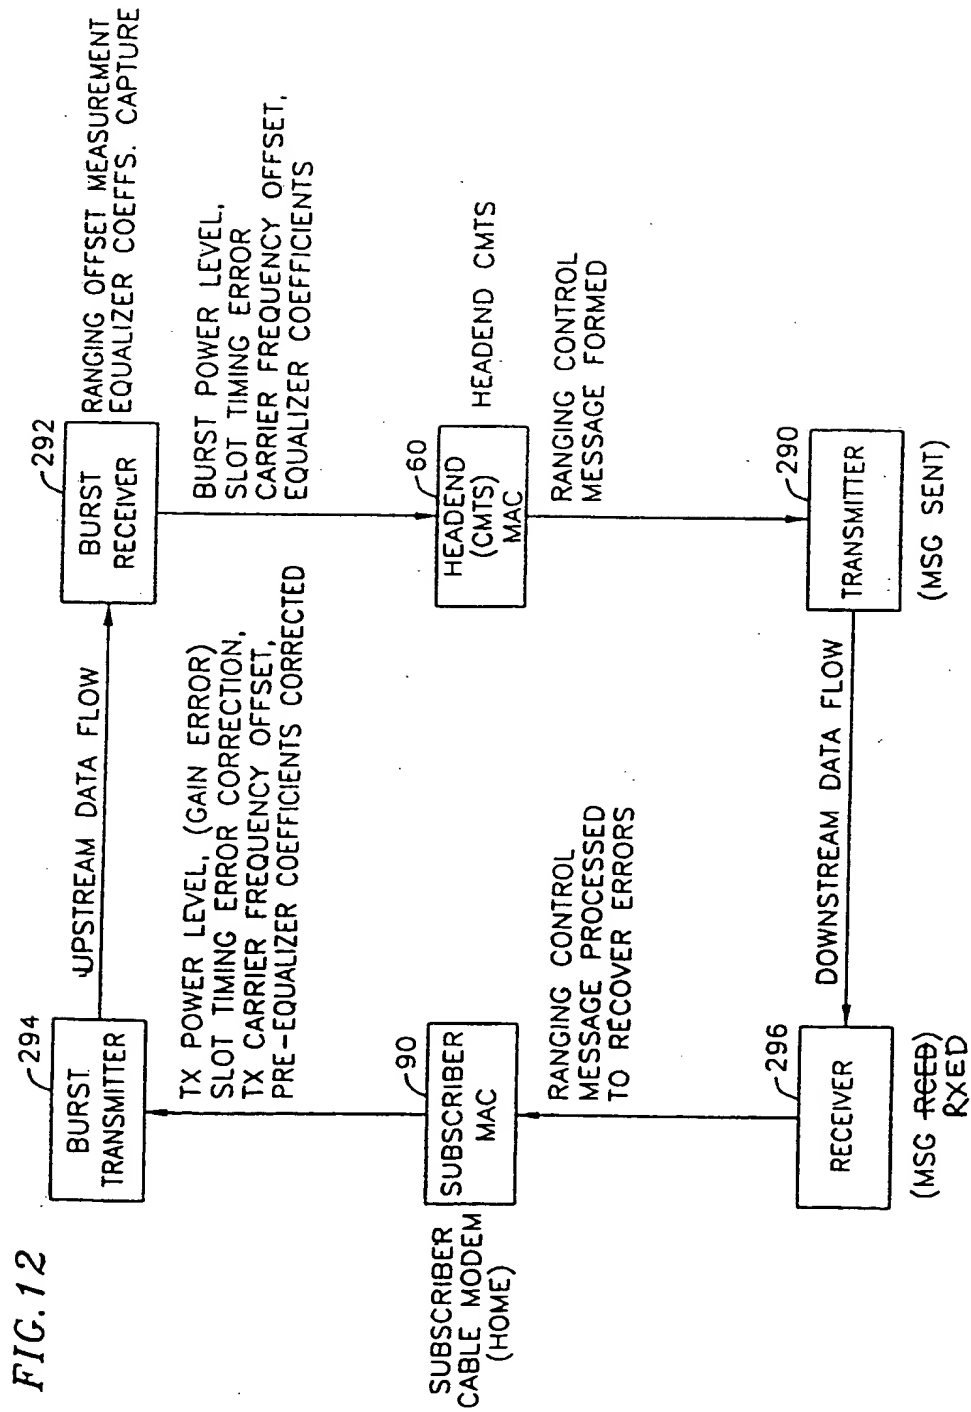 FIG.12
294
BURST
TRANSMITTER
UPSTREAM DATA FLOW
292
BURST
RECEIVER
RANGING OFFSET MEASUREMENT
EQUALIZER COEFFS. CAPTURE
TX POWER LEVEL, (GAIN ERROR)
SLOT TIMING ERROR CORRECTION,
TX CARRIER FREQUENCY OFFSET,
PRE-EQUALIZER COEFFICIENTS CORRECTED
BURST POWER LEVEL,
SLOT TIMING ERROR
CARRIER FREQUENCY OFFSET,
EQUALIZER COEFFICIENTS
SUBSCRIBER
CABLE MODEM
(HOME)
90
SUBSCRIBER
MAC
60
HEADEND
(CMTS)
MAC
HEADEND CMTS
RANGING CONTROL
MESSAGE PROCESSED
TO RECOVER ERRORS
RANGING CONTROL
MESSAGE FORMED
296
RECEIVER
DOWNSTREAM DATA FLOW
290
TRANSMITTER
(MSG RCED)
RXED
(MSG SENT)